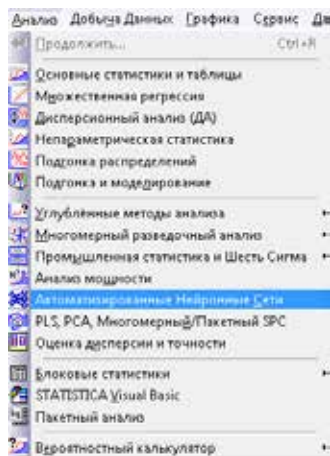 Анализ Добыча Данных Графика Сервис Да
Продолжить... Ctrl+R
Основные статистики и таблицы
Множественная регрессия
Дисперсионный анализ (ДА)
Непараметрическая статистика
Подгонка распределений
Подгонка и моделирование
Углублённые методы анализа
Многомерный разведочный анализ
Промышленная статистика и Шесть Сигма
Анализ мощности
Автоматизированные Нейронные Сети
PLS, PCA, Многомерный/Пакетный SPC
Оценка дисперсии и точности
Блоковые статистики
STATISTICA Visual Basic
Пакетный анализ
Вероятностный калькулятор